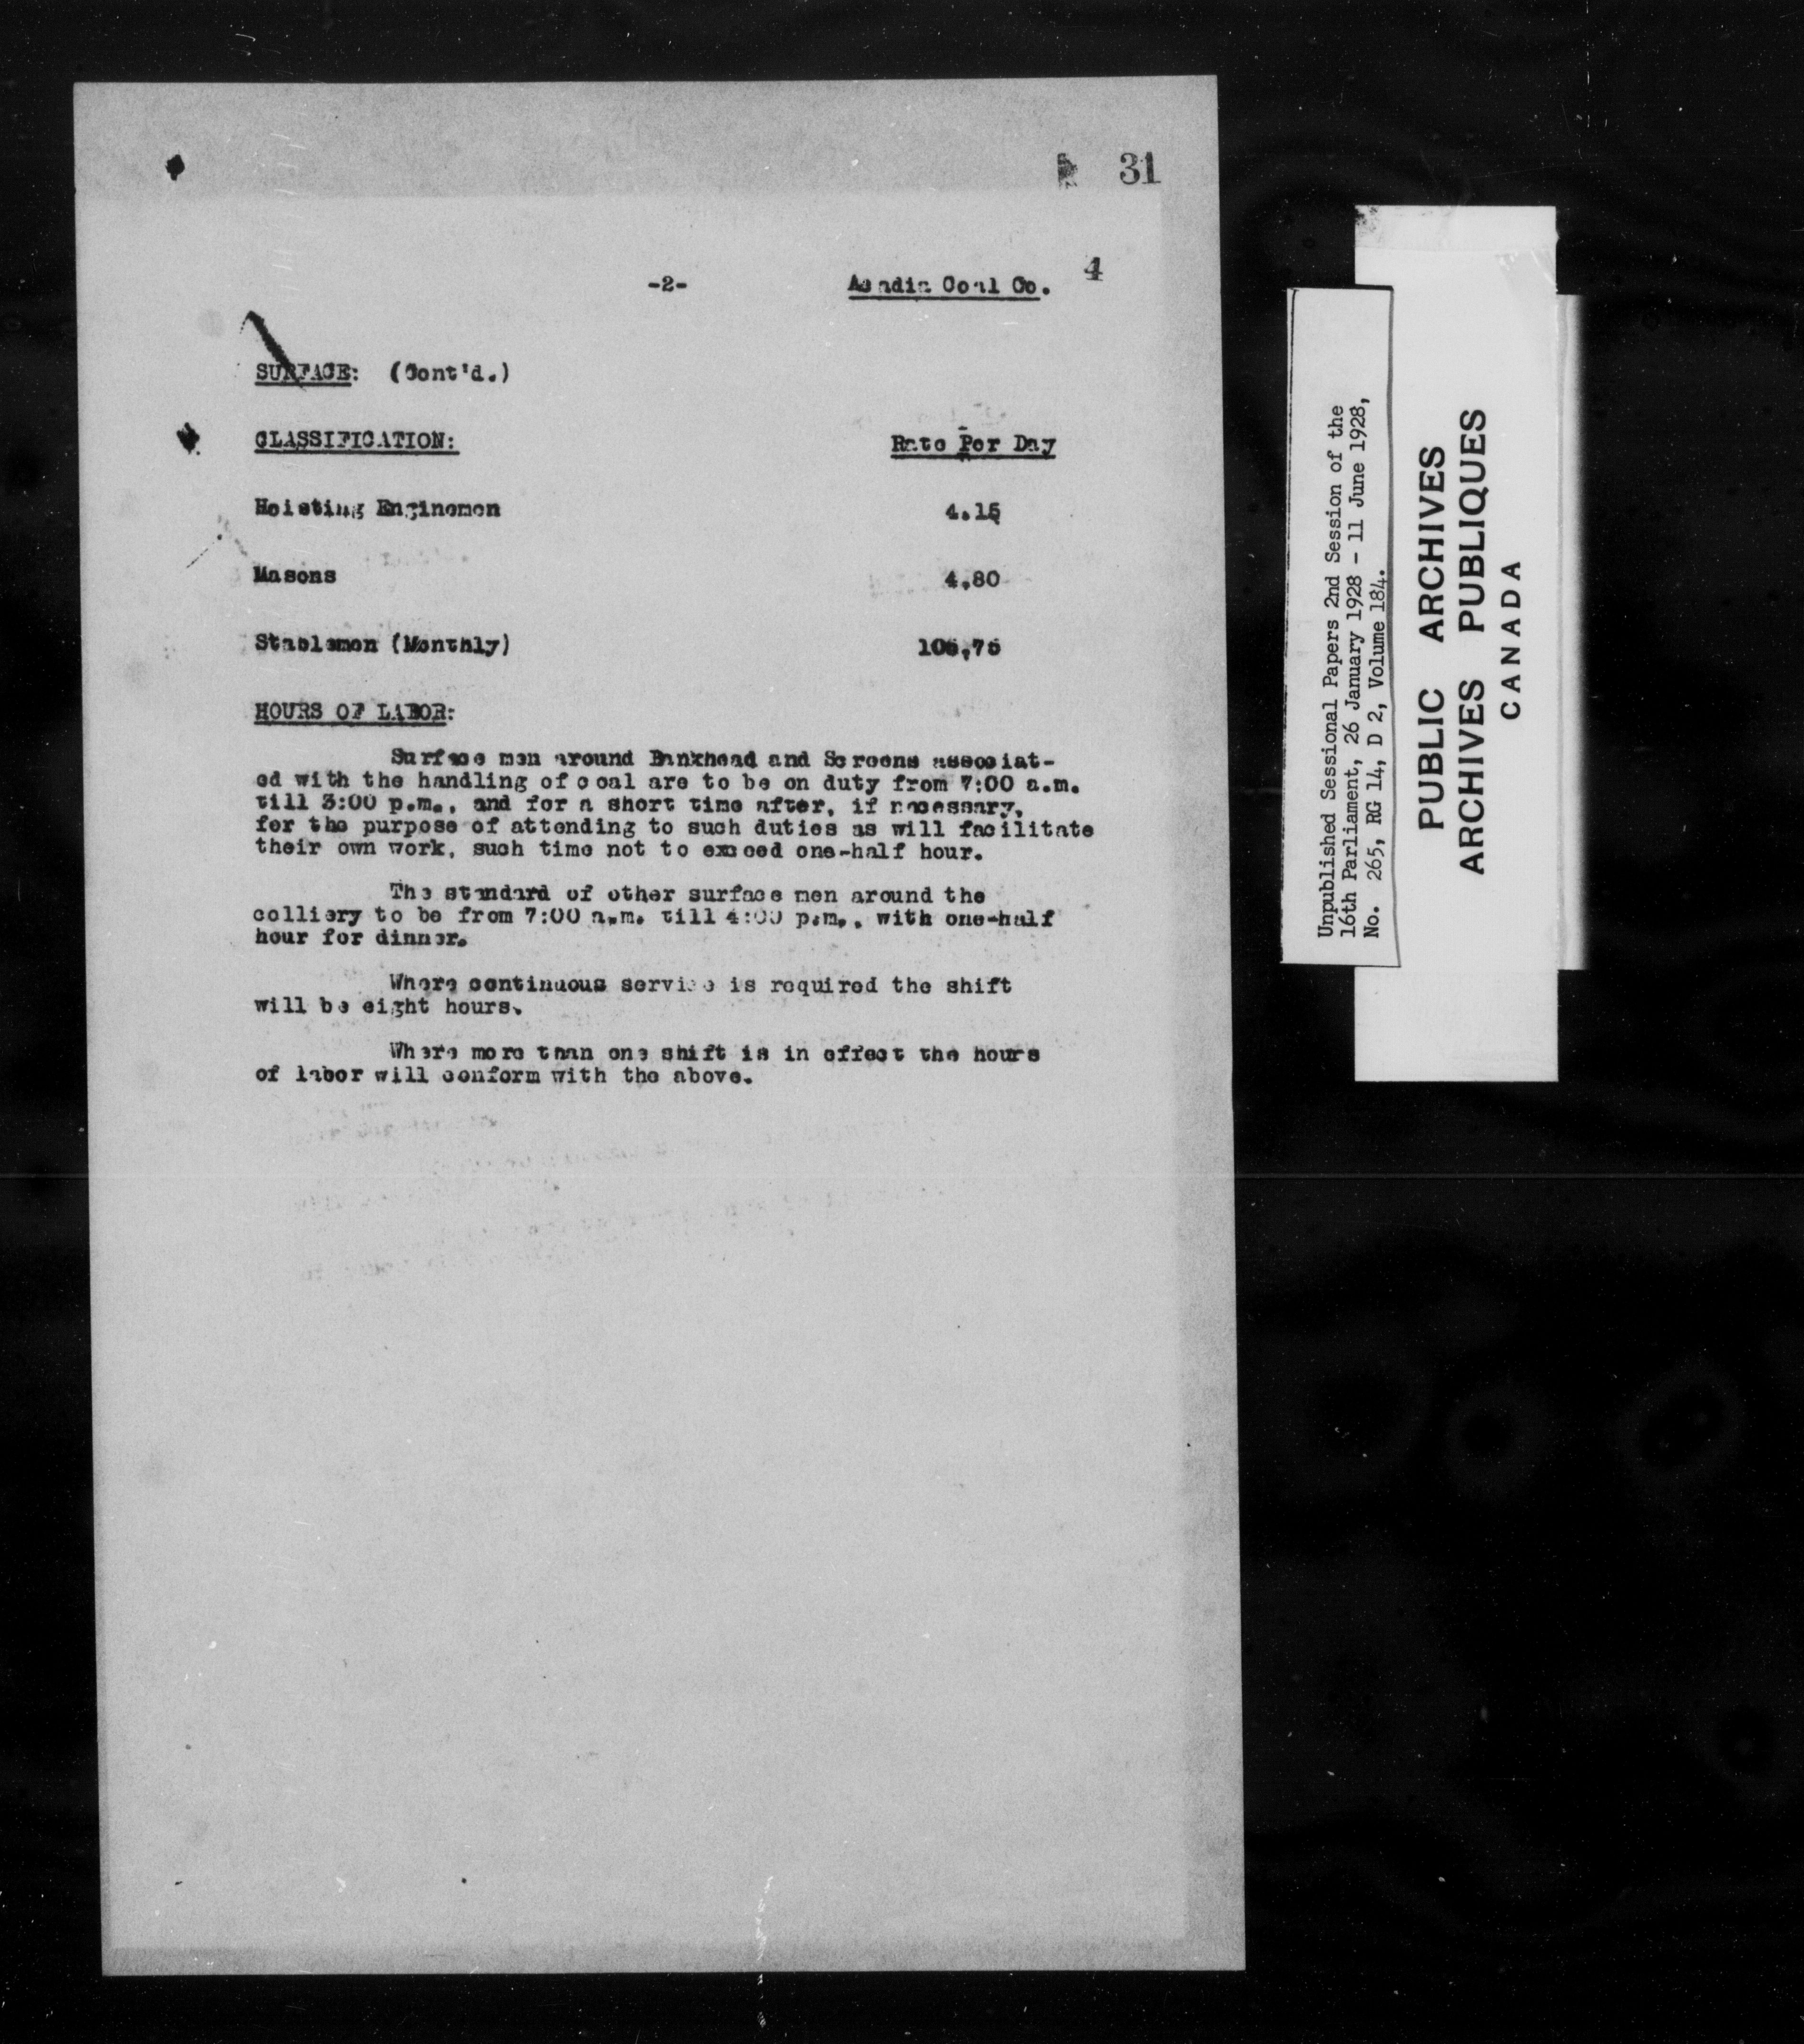 31
-2- Acadia Coal Co. 4
SURFACE: (Cont'd.)
CLASSIFICATION: Rate Per Day
Hoisting Enginemen 4.15
Masons 4.80
Stablemen (Monthly) 105.75
HOURS OF LABOR:
Surface men around Bankhead and Screens associat-
ed with the handling of coal are to be on duty from 7:00 a.m.
till 3:00 p.m., and for a short time after, if necessary,
for the purpose of attending to such duties as will facilitate
their own work, such time not to exceed one-half hour.
The standard of other surface men around the
colliery to be from 7:00 a.m. till 4:00 p.m., with one-half
hour for dinner.
Where continuous service is required the shift
will be eight hours.
Where more than one shift is in effect the hours
of labor will conform with the above.
Unpublished Sessional Papers 2nd Session of the
16th Parliament, 26 January 1928 - 11 June 1928,
No. 265, RG 14, D 2, Volume 184.
PUBLIC ARCHIVES
ARCHIVES PUBLIQUES
CANADA